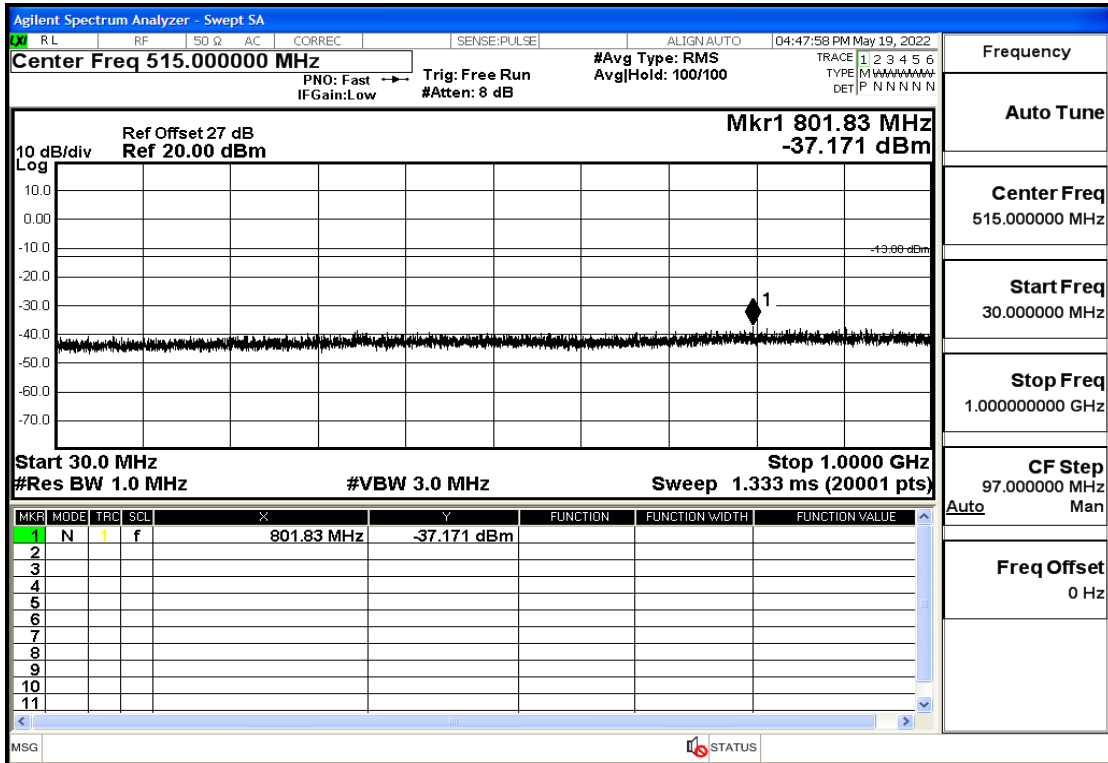 Agilent Spectrum Analyzer - Swept SA
LXI RL RF 50 Ω AC CORREC SENSE:PULSE ALIGN AUTO 04:47:58 PM May 19, 2022
Center Freq 515.000000 MHz
PNO: Fast
IFGain:Low
Trig: Free Run
#Atten: 8 dB
#Avg Type: RMS
Avg|Hold: 100/100
TRACE 1 2 3 4 5 6
TYPE M WWWWW
DET P N N N N N
Frequency
Auto Tune
Center Freq
515.000000 MHz
Start Freq
30.000000 MHz
Stop Freq
1.000000000 GHz
CF Step
97.000000 MHz
Auto Man
Freq Offset
0 Hz
Mkr1 801.83 MHz
-37.171 dBm
Ref Offset 27 dB
10 dB/div Ref 20.00 dBm
Log
10.0
0.00
-10.0
-13.00 dBm
-20.0
-30.0
1
-40.0
-50.0
-60.0
-70.0
Start 30.0 MHz Stop 1.0000 GHz
#Res BW 1.0 MHz #VBW 3.0 MHz Sweep 1.333 ms (20001 pts)
MKR MODE TRC SCL X Y FUNCTION FUNCTION WIDTH FUNCTION VALUE
1 N 1 f 801.83 MHz -37.171 dBm
2
3
4
5
6
7
8
9
10
11
MSG STATUS